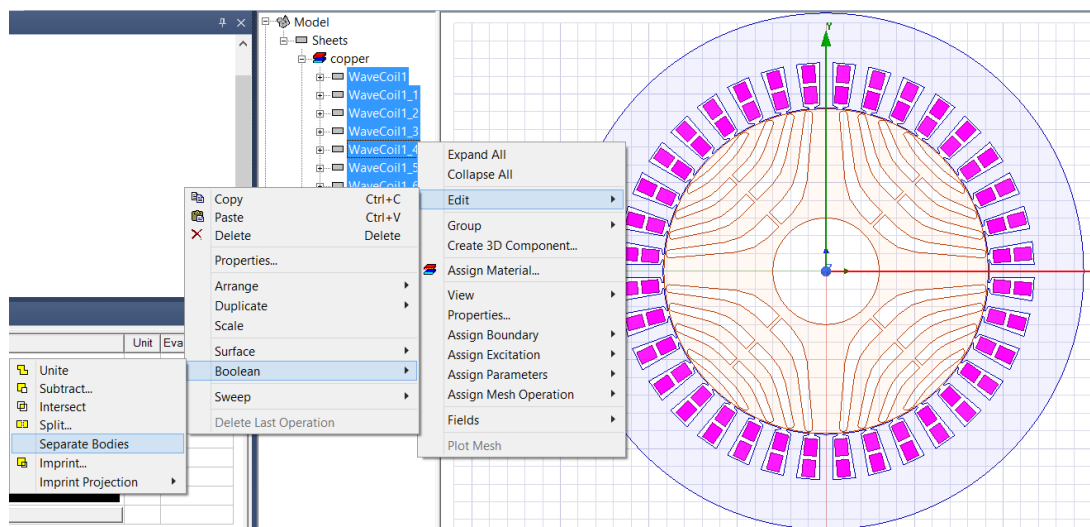 Model
Sheets
copper
WaveCoil1
WaveCoil1_1
WaveCoil1_2
WaveCoil1_3
WaveCoil1_4
WaveCoil1_5
WaveCoil1_6
Expand All
Collapse All
Edit
Group
Create 3D Component...
Assign Material...
View
Properties...
Assign Boundary
Assign Excitation
Assign Parameters
Assign Mesh Operation
Fields
Plot Mesh
Copy Ctrl+C
Paste Ctrl+V
Delete Delete
Properties...
Arrange
Duplicate
Scale
Surface
Boolean
Sweep
Delete Last Operation
Unit Eva
Unite
Subtract...
Intersect
Split...
Separate Bodies
Imprint...
Imprint Projection
Y